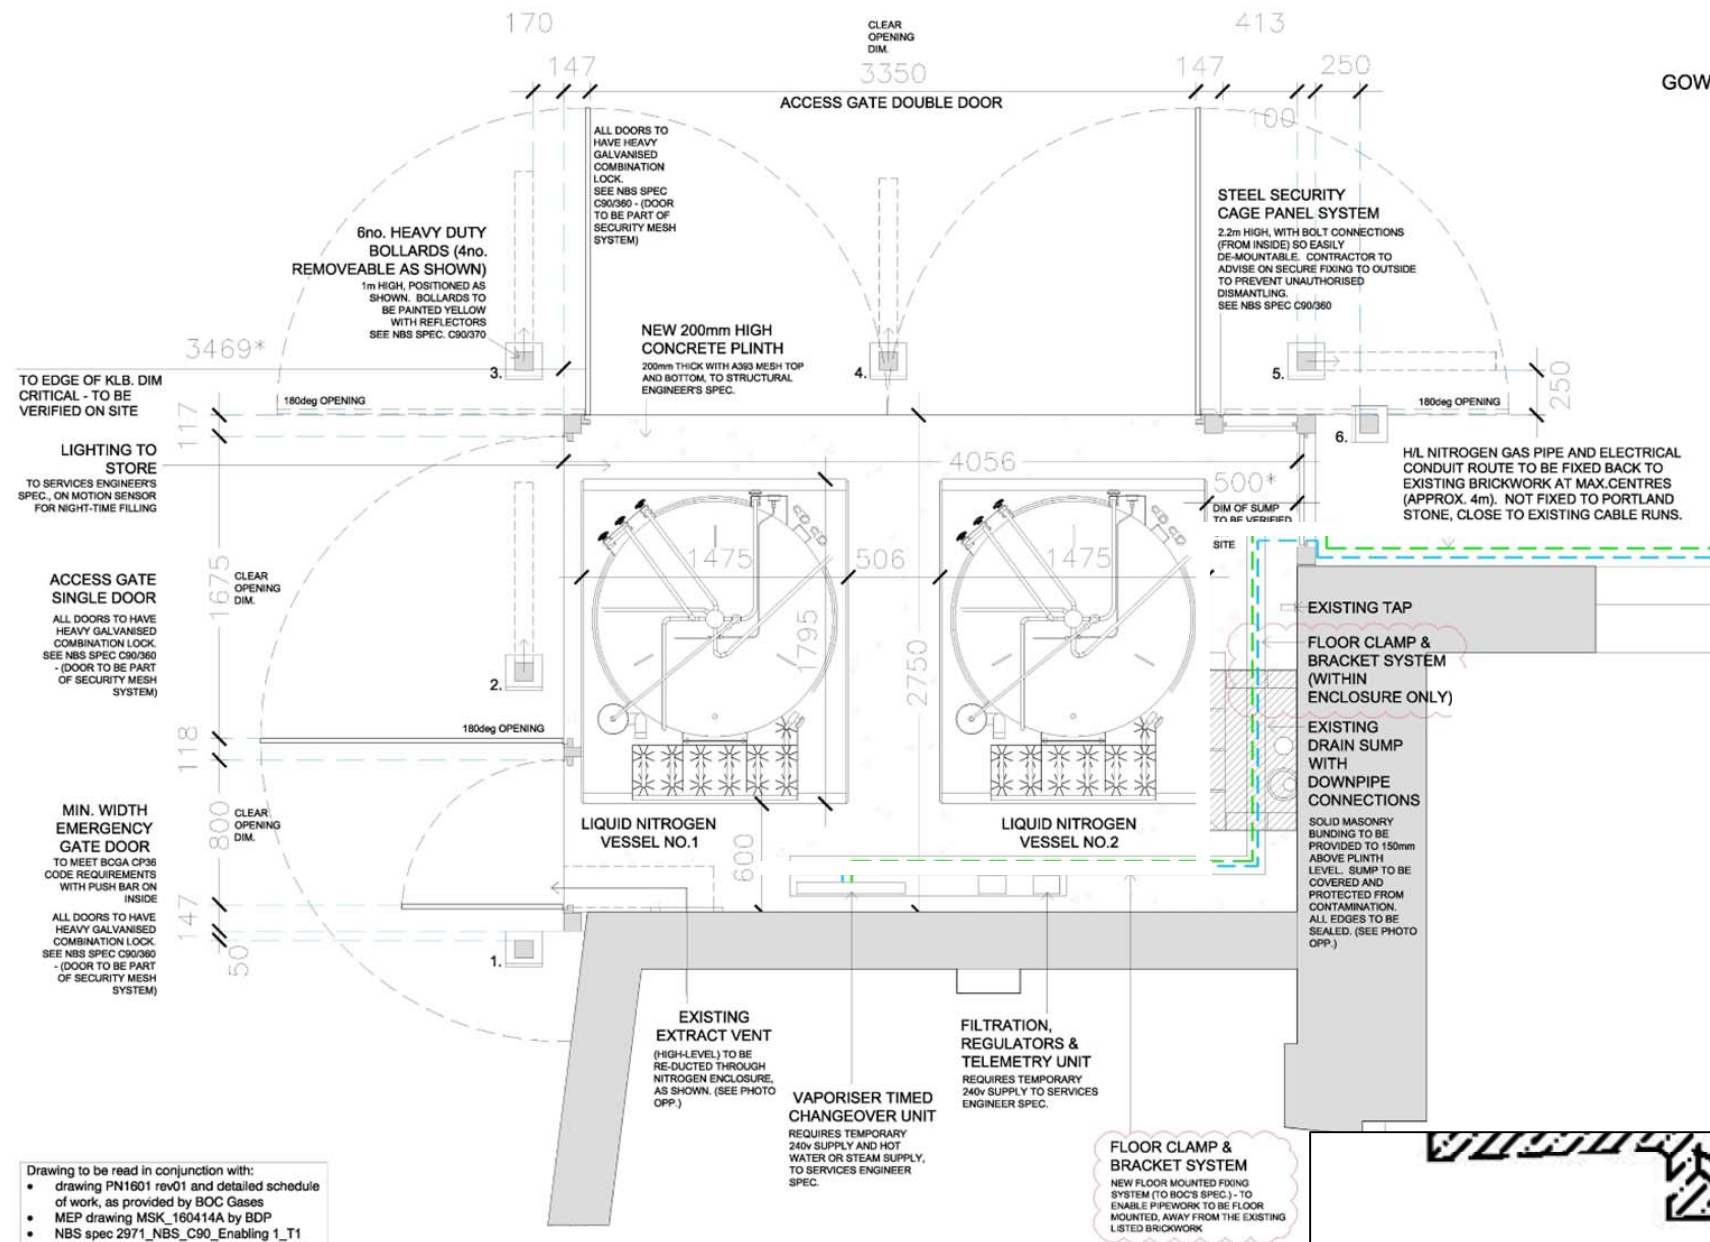 170
413
CLEAR
OPENING
DIM.
147
3350
147
250
ACCESS GATE DOUBLE DOOR
100
GOW
ALL DOORS TO
HAVE HEAVY
GALVANISED
COMBINATION
LOCK.
SEE NBS SPEC
C90/360 - (DOOR
TO BE PART OF
SECURITY MESH
SYSTEM)
STEEL SECURITY
CAGE PANEL SYSTEM
2.2m HIGH, WITH BOLT CONNECTIONS
(FROM INSIDE) SO EASILY
DE-MOUNTABLE. CONTRACTOR TO
ADVISE ON SECURE FIXING TO OUTSIDE
TO PREVENT UNAUTHORISED
DISMANTLING.
SEE NBS SPEC C90/360
6no. HEAVY DUTY
BOLLARDS (4no.
REMOVEABLE AS SHOWN)
1m HIGH, POSITIONED AS
SHOWN. BOLLARDS TO
BE PAINTED YELLOW
WITH REFLECTORS
SEE NBS SPEC. C90/370
NEW 200mm HIGH
CONCRETE PLINTH
200mm THICK WITH A393 MESH TOP
AND BOTTOM, TO STRUCTURAL
ENGINEER'S SPEC.
3469*
TO EDGE OF KLB. DIM
CRITICAL - TO BE
VERIFIED ON SITE
3.
4.
5.
250
180deg OPENING
180deg OPENING
6.
117
LIGHTING TO
STORE
TO SERVICES ENGINEER'S
SPEC., ON MOTION SENSOR
FOR NIGHT-TIME FILLING
4056
500*
DIM OF SUMP
TO BE VERIFIED
SITE
H/L NITROGEN GAS PIPE AND ELECTRICAL
CONDUIT ROUTE TO BE FIXED BACK TO
EXISTING BRICKWORK AT MAX.CENTRES
(APPROX. 4m). NOT FIXED TO PORTLAND
STONE, CLOSE TO EXISTING CABLE RUNS.
1675
CLEAR
OPENING
DIM.
1475
506
1475
1795
2750
ACCESS GATE
SINGLE DOOR
ALL DOORS TO HAVE
HEAVY GALVANISED
COMBINATION LOCK.
SEE NBS SPEC C90/360
- (DOOR TO BE PART
OF SECURITY MESH
SYSTEM)
2.
180deg OPENING
EXISTING TAP
FLOOR CLAMP &
BRACKET SYSTEM
(WITHIN
ENCLOSURE ONLY)
EXISTING
DRAIN SUMP
WITH
DOWNPIPE
CONNECTIONS
SOLID MASONRY
BUNDING TO BE
PROVIDED TO 150mm
ABOVE PLINTH
LEVEL. SUMP TO BE
COVERED AND
PROTECTED FROM
CONTAMINATION.
ALL EDGES TO BE
SEALED. (SEE PHOTO
OPP.)
118
800
CLEAR
OPENING
DIM.
MIN. WIDTH
EMERGENCY
GATE DOOR
TO MEET BCGA CP36
CODE REQUIREMENTS
WITH PUSH BAR ON
INSIDE
ALL DOORS TO HAVE
HEAVY GALVANISED
COMBINATION LOCK.
SEE NBS SPEC C90/360
- (DOOR TO BE PART
OF SECURITY MESH
SYSTEM)
147
50
1.
LIQUID NITROGEN
VESSEL NO.1
LIQUID NITROGEN
VESSEL NO.2
600
EXISTING
EXTRACT VENT
(HIGH-LEVEL) TO BE
RE-DUCTED THROUGH
NITROGEN ENCLOSURE,
AS SHOWN. (SEE PHOTO
OPP.)
VAPORISER TIMED
CHANGEOVER UNIT
REQUIRES TEMPORARY
240v SUPPLY AND HOT
WATER OR STEAM SUPPLY,
TO SERVICES ENGINEER
SPEC.
FILTRATION,
REGULATORS &
TELEMETRY UNIT
REQUIRES TEMPORARY
240v SUPPLY TO SERVICES
ENGINEER SPEC.
FLOOR CLAMP &
BRACKET SYSTEM
NEW FLOOR MOUNTED FIXING
SYSTEM (TO BOC'S SPEC.) - TO
ENABLE PIPEWORK TO BE FLOOR
MOUNTED, AWAY FROM THE EXISTING
LISTED BRICKWORK
Drawing to be read in conjunction with:
• drawing PN1601 rev01 and detailed schedule
of work, as provided by BOC Gases
• MEP drawing MSK_160414A by BDP
• NBS spec 2971_NBS_C90_Enabling 1_T1